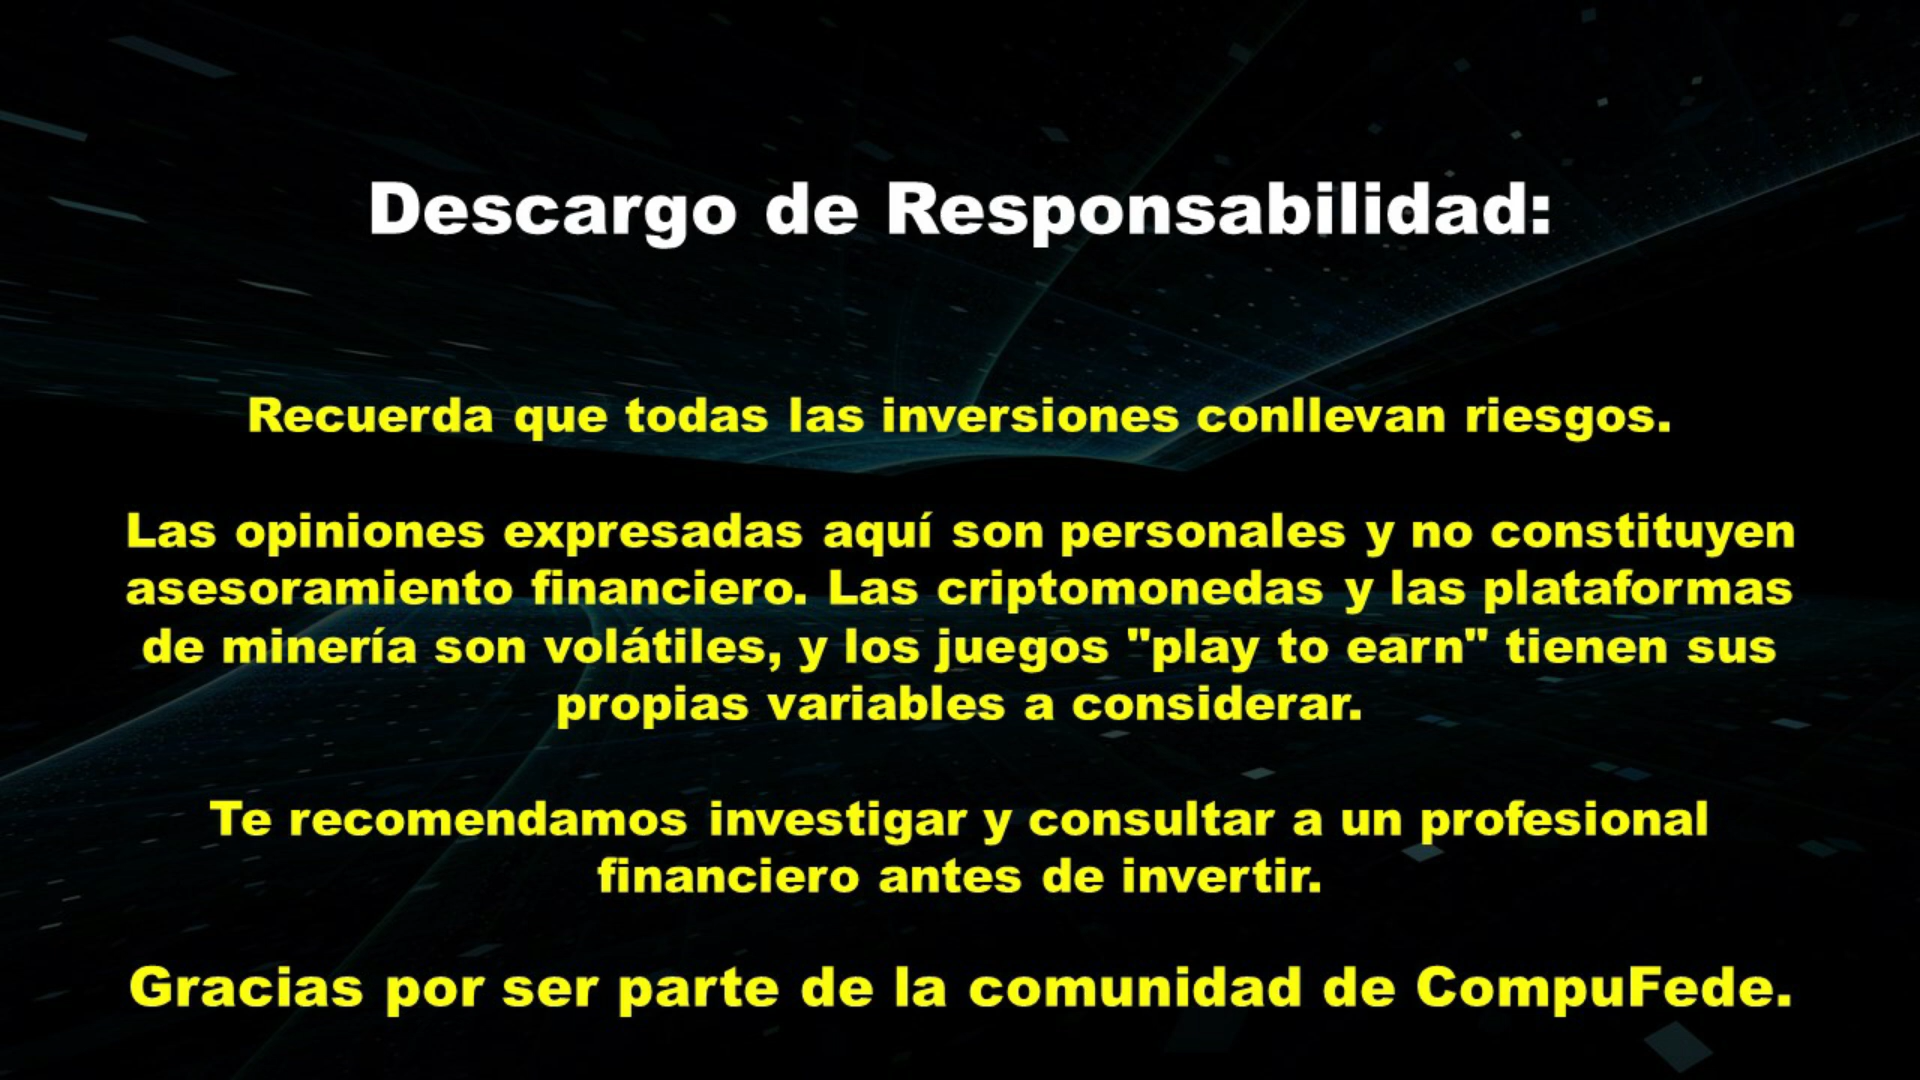 Descargo de Responsabilidad:
Recuerda que todas las inversiones conllevan riesgos.
Las opiniones expresadas aquí son personales y no constituyen
asesoramiento financiero. Las criptomonedas y las plataformas
de minería son volátiles, y los juegos "play to earn" tienen sus
propias variables a considerar.
Te recomendamos investigar y consultar a un profesional
financiero antes de invertir.
Gracias por ser parte de la comunidad de CompuFede.